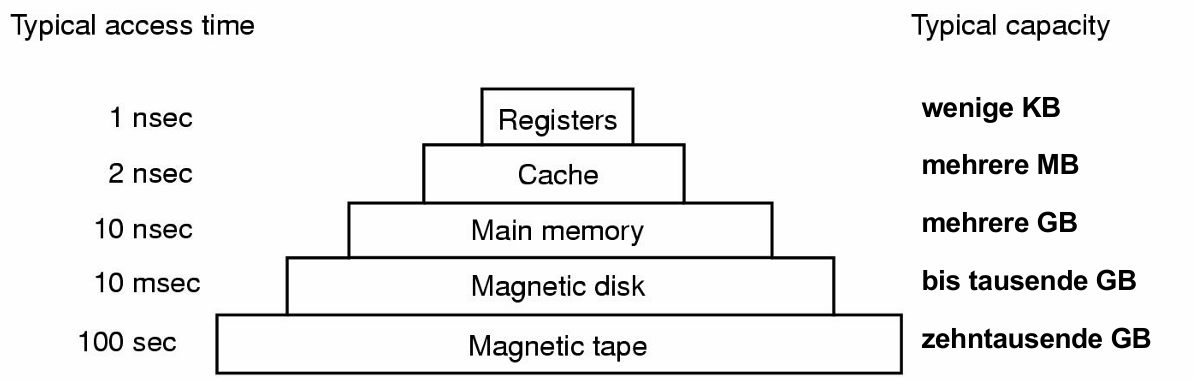 Typical access time Typical capacity
1 nsec Registers wenige KB
2 nsec Cache mehrere MB
10 nsec Main memory mehrere GB
10 msec Magnetic disk bis tausende GB
100 sec Magnetic tape zehntausende GB